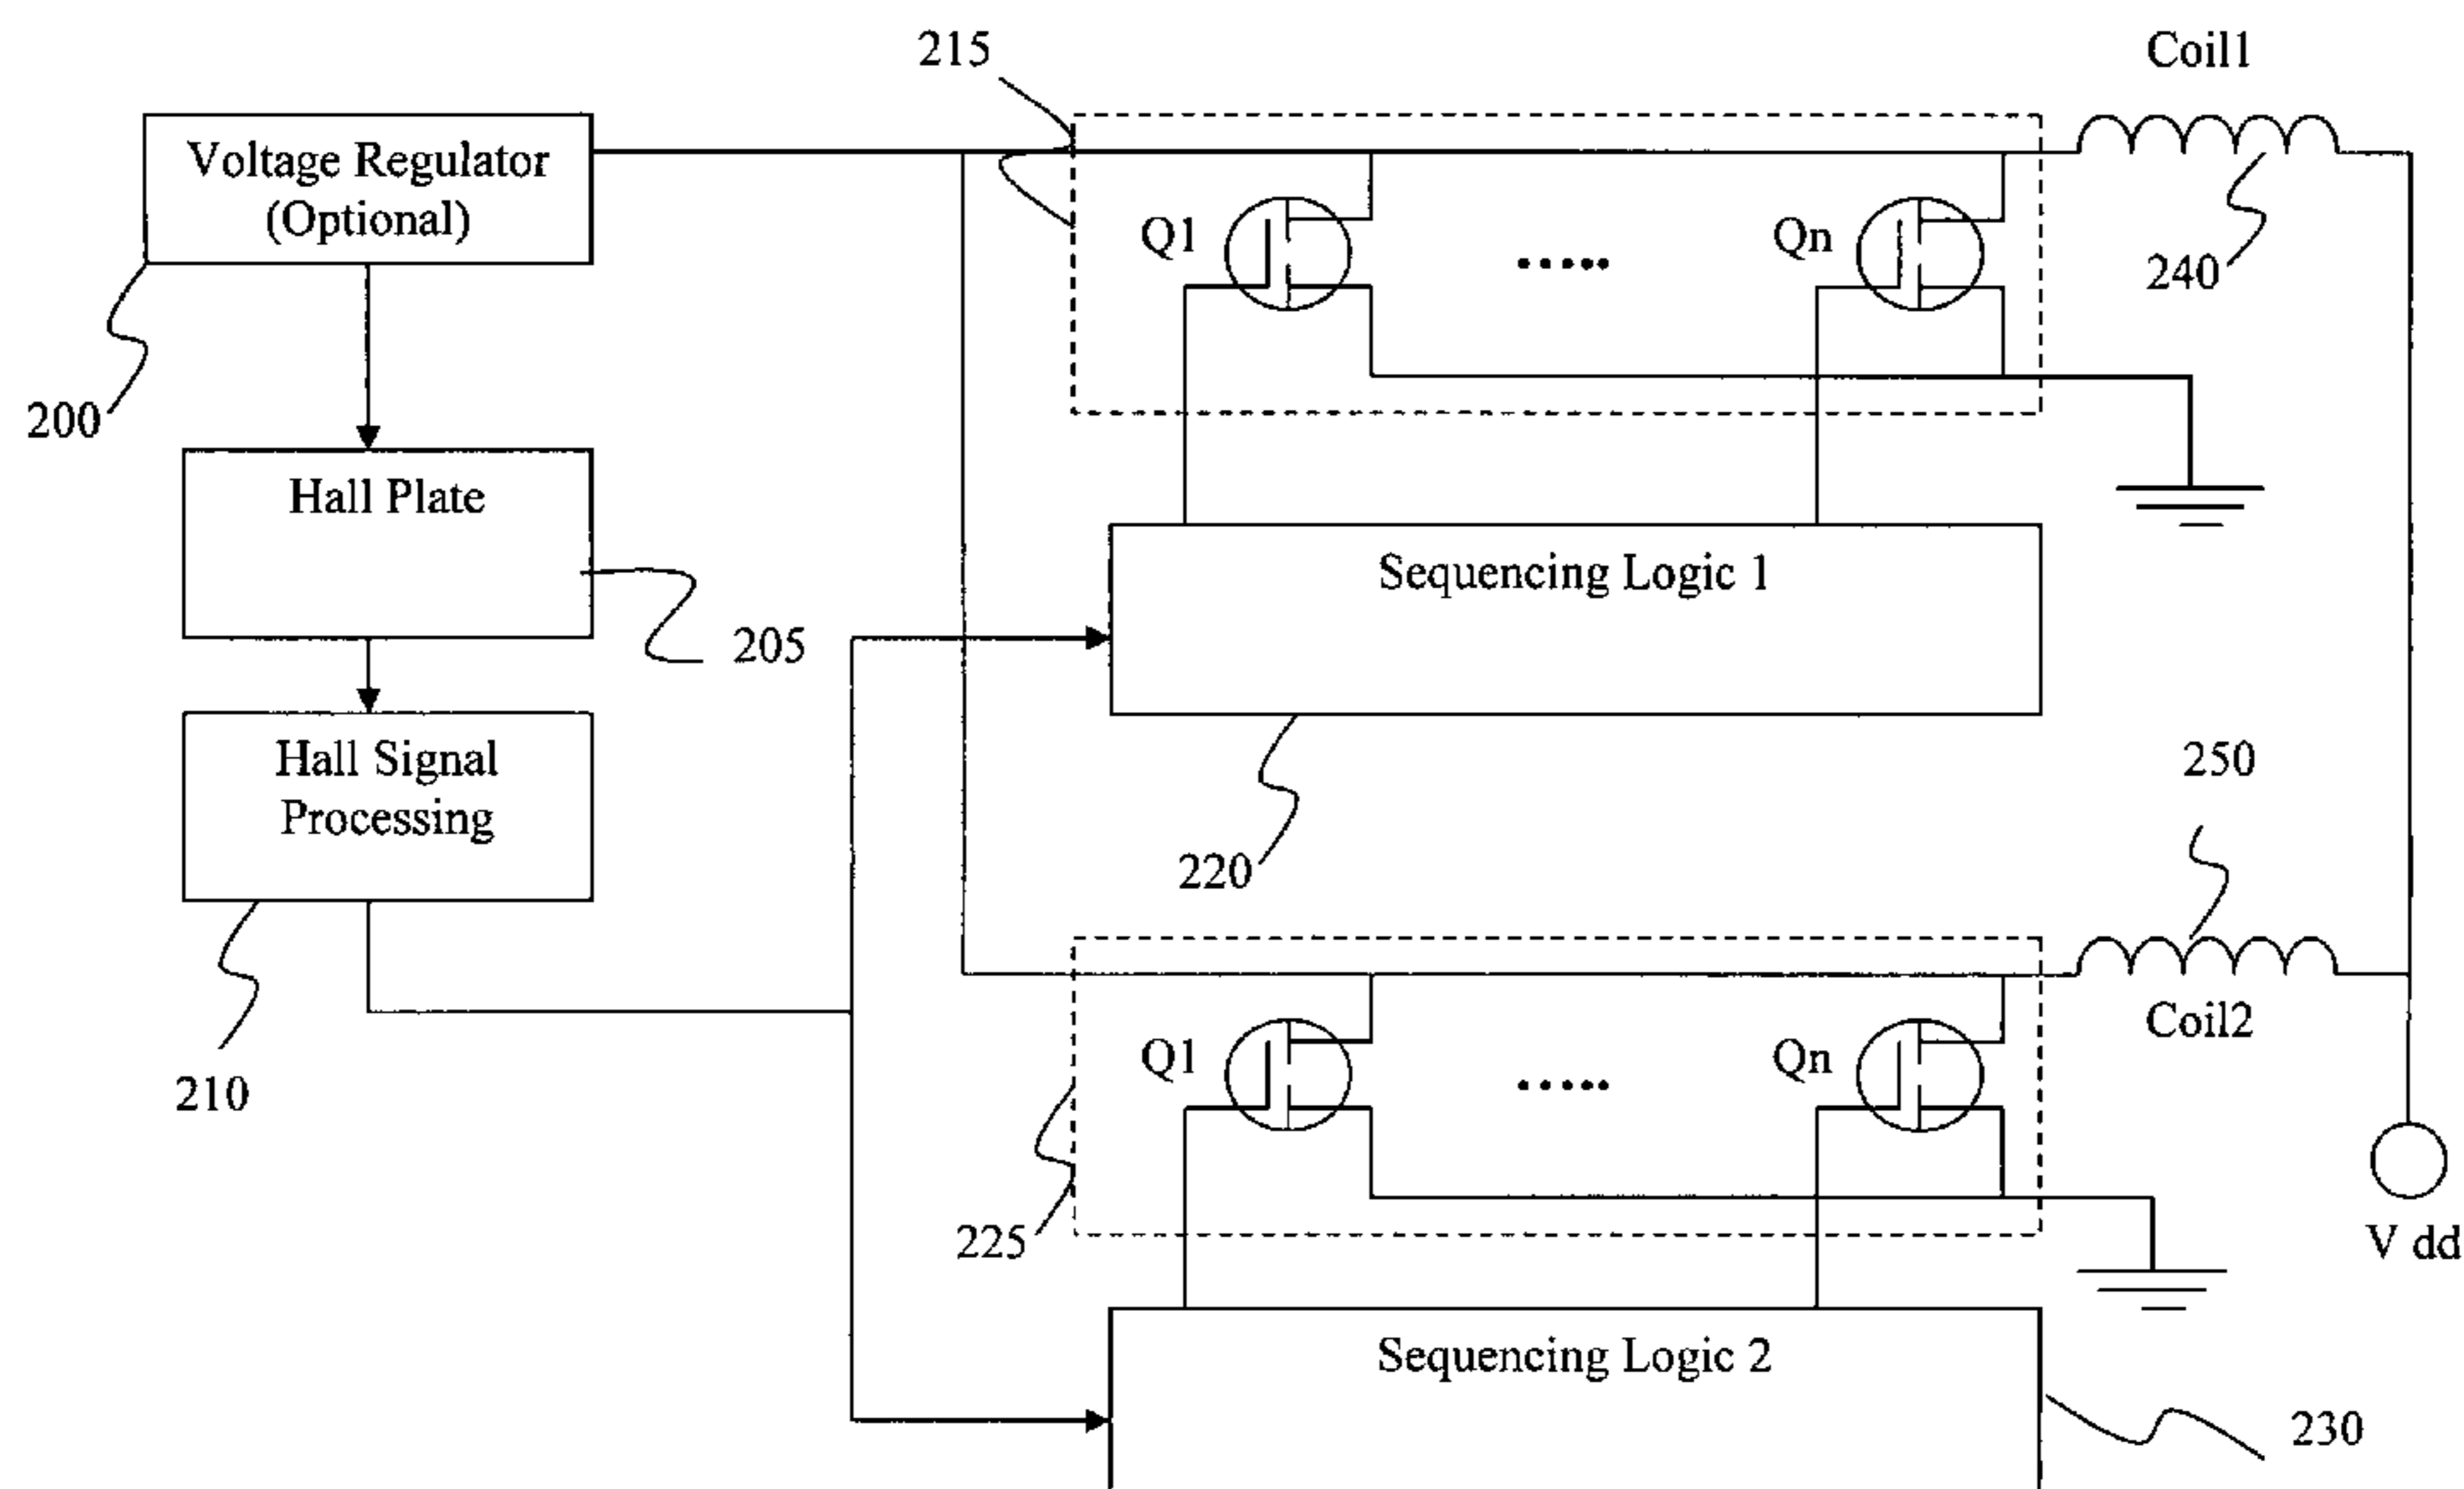 215
Coil1
Voltage Regulator
(Optional)
Q1
.....
Qn
240
200
Hall Plate
205
Sequencing Logic 1
Hall Signal
Processing
220
250
210
Coil2
Q1
.....
Qn
225
V dd
Sequencing Logic 2
230